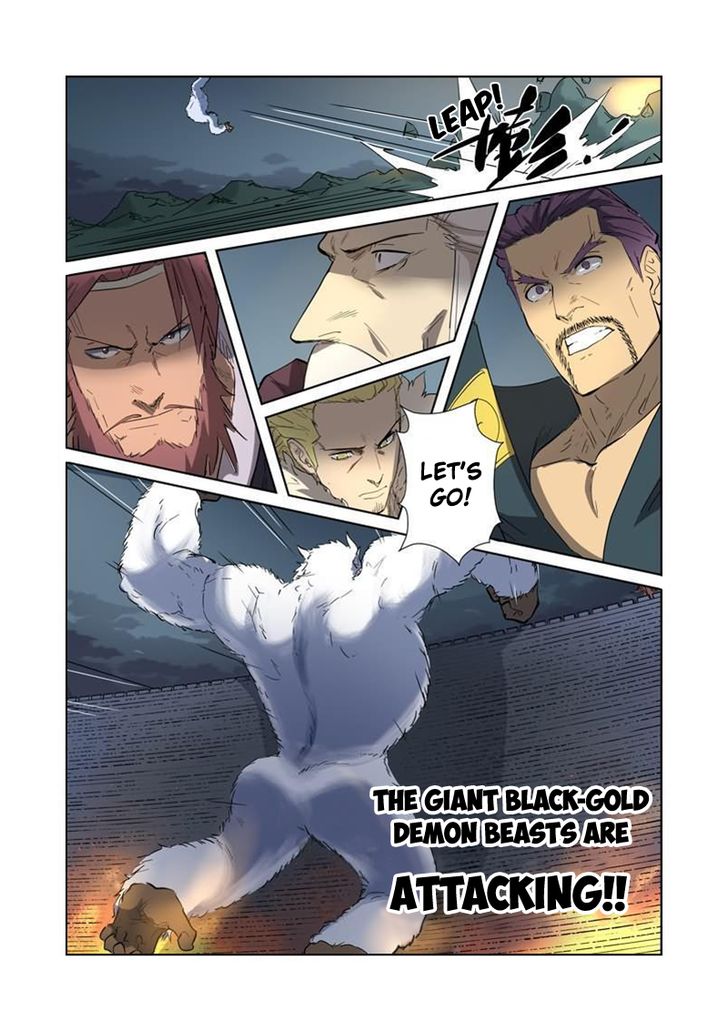 LEAP!
LET'S
GO!
THE GIANT BLACK-GOLD
DEMON BEASTS ARE
ATTACKING!!